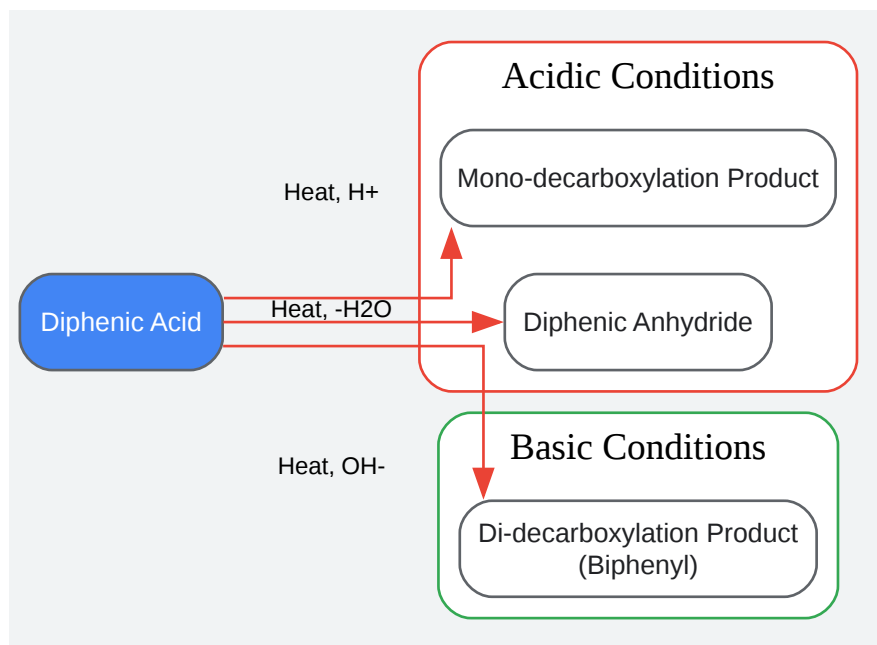 Acidic Conditions
Mono-decarboxylation Product
Heat, H+
Diphenic Acid
Heat, -H2O
Diphenic Anhydride
Basic Conditions
Heat, OH-
Di-decarboxylation Product
(Biphenyl)